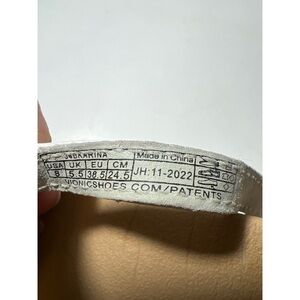 Made in China
USA UK EU CM
8 5.5 38.5 24.5
JH:11-2022
VIONICSHOES.COM/PATENTS